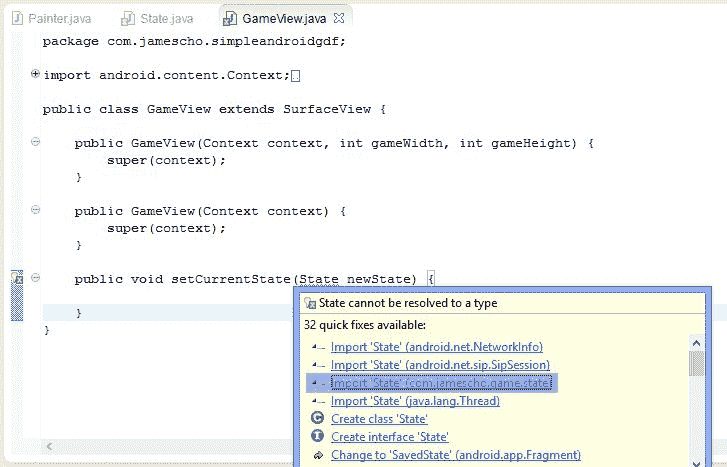 Painter.java State.java GameView.java
package com.jamescho.simpleandroidgdf;
import android.content.Context;
public class GameView extends SurfaceView {
public GameView(Context context, int gameWidth, int gameHeight) {
super(context);
}
public GameView(Context context) {
super(context);
}
public void setCurrentState(State newState) {
}
}
State cannot be resolved to a type
32 quick fixes available:
Import 'State' (android.net.NetworkInfo)
Import 'State' (android.net.sip.SipSession)
Import 'State' (com.jamescho.game.state)
Import 'State' (java.lang.Thread)
Create class 'State'
Create interface 'State'
Change to 'SavedState' (android.app.Fragment)